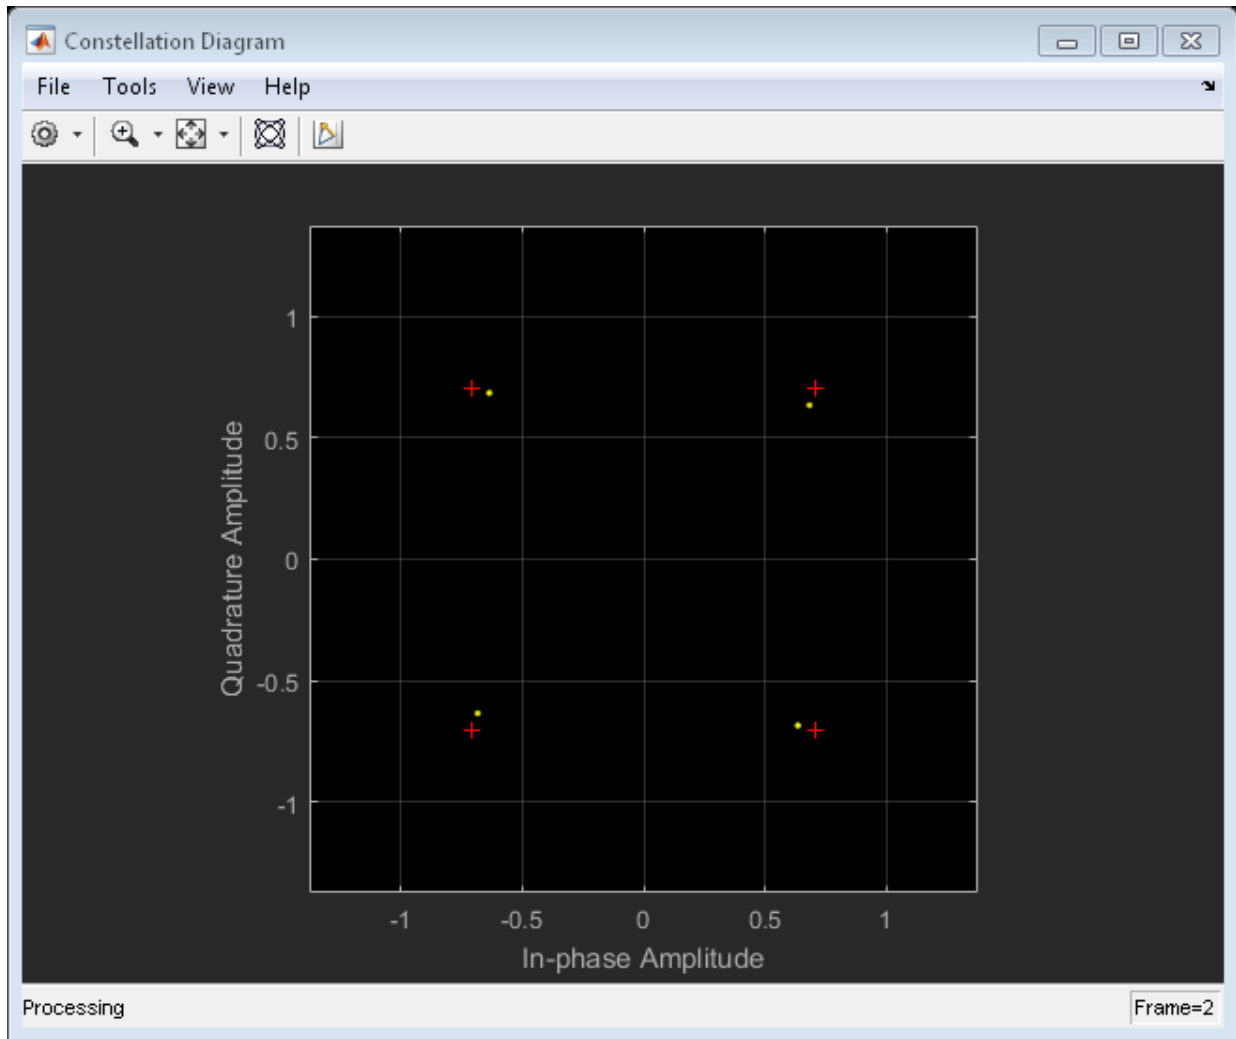 Constellation Diagram
File Tools View Help
1
0.5
0
-0.5
-1
Quadrature Amplitude
-1 -0.5 0 0.5 1
In-phase Amplitude
Processing Frame=2